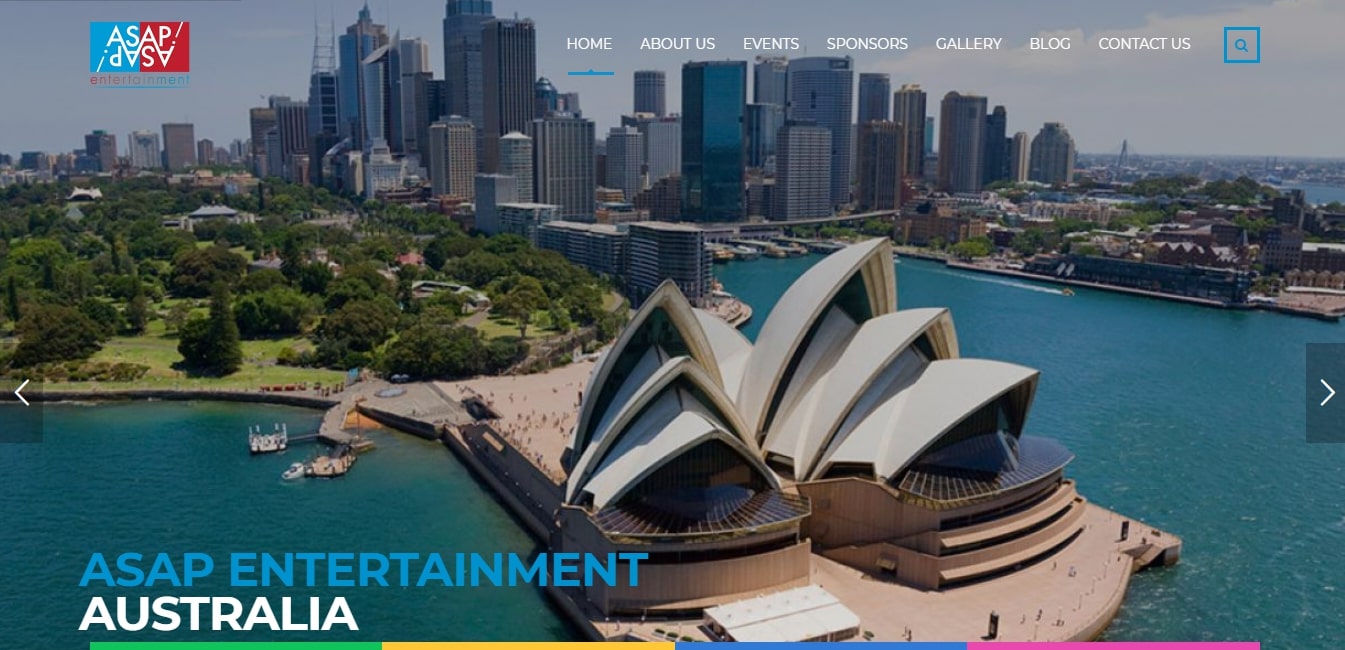 ASAP
ASAP
entertainment
HOME ABOUT US EVENTS SPONSORS GALLERY BLOG CONTACT US
ASAP ENTERTAINMENT
AUSTRALIA